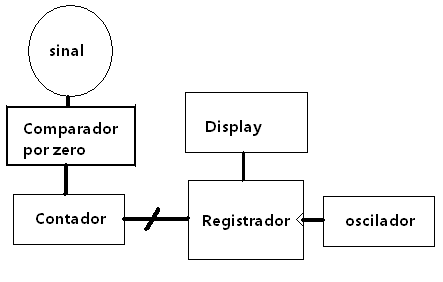 sinal
Comparador
por zero
Display
Contador
Registrador
oscilador